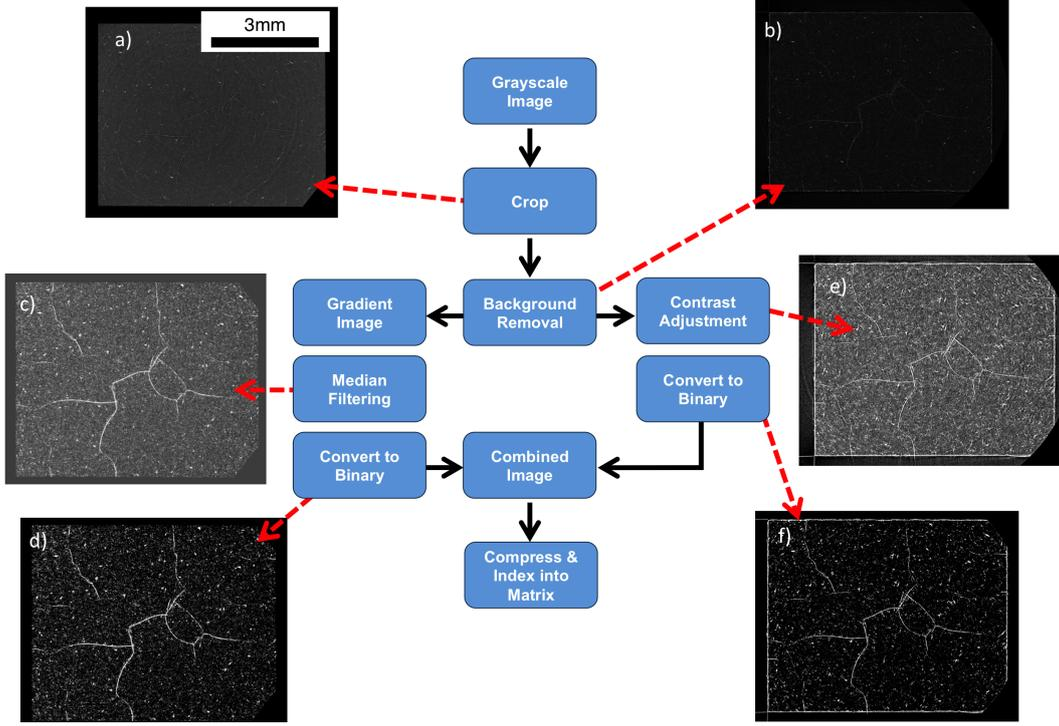 a)
3mm
b)
Grayscale
Image
Crop
c)
Gradient
Image
Background
Removal
Contrast
Adjustment
e)
Median
Filtering
Convert to
Binary
Convert to
Binary
Combined
Image
d)
f)
Compress &
Index into
Matrix